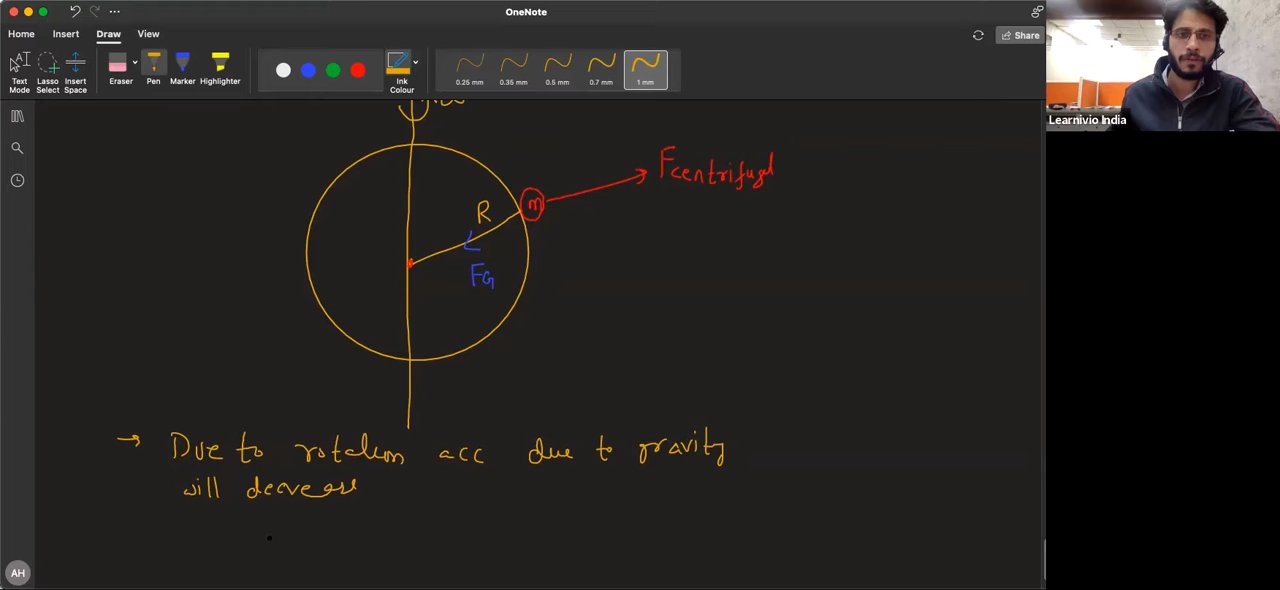 OneNote
Home Insert Draw View
Share
Text Mode
Lasso Select
Insert Space
Eraser
Pen
Marker
Highlighter
Ink Colour
0.25 mm
0.35 mm
0.5 mm
0.7 mm
1 mm
Learnivio India
Fcentrifugal
m
R
FG
→ Due to rotation acc due to gravity
will decrease
AH